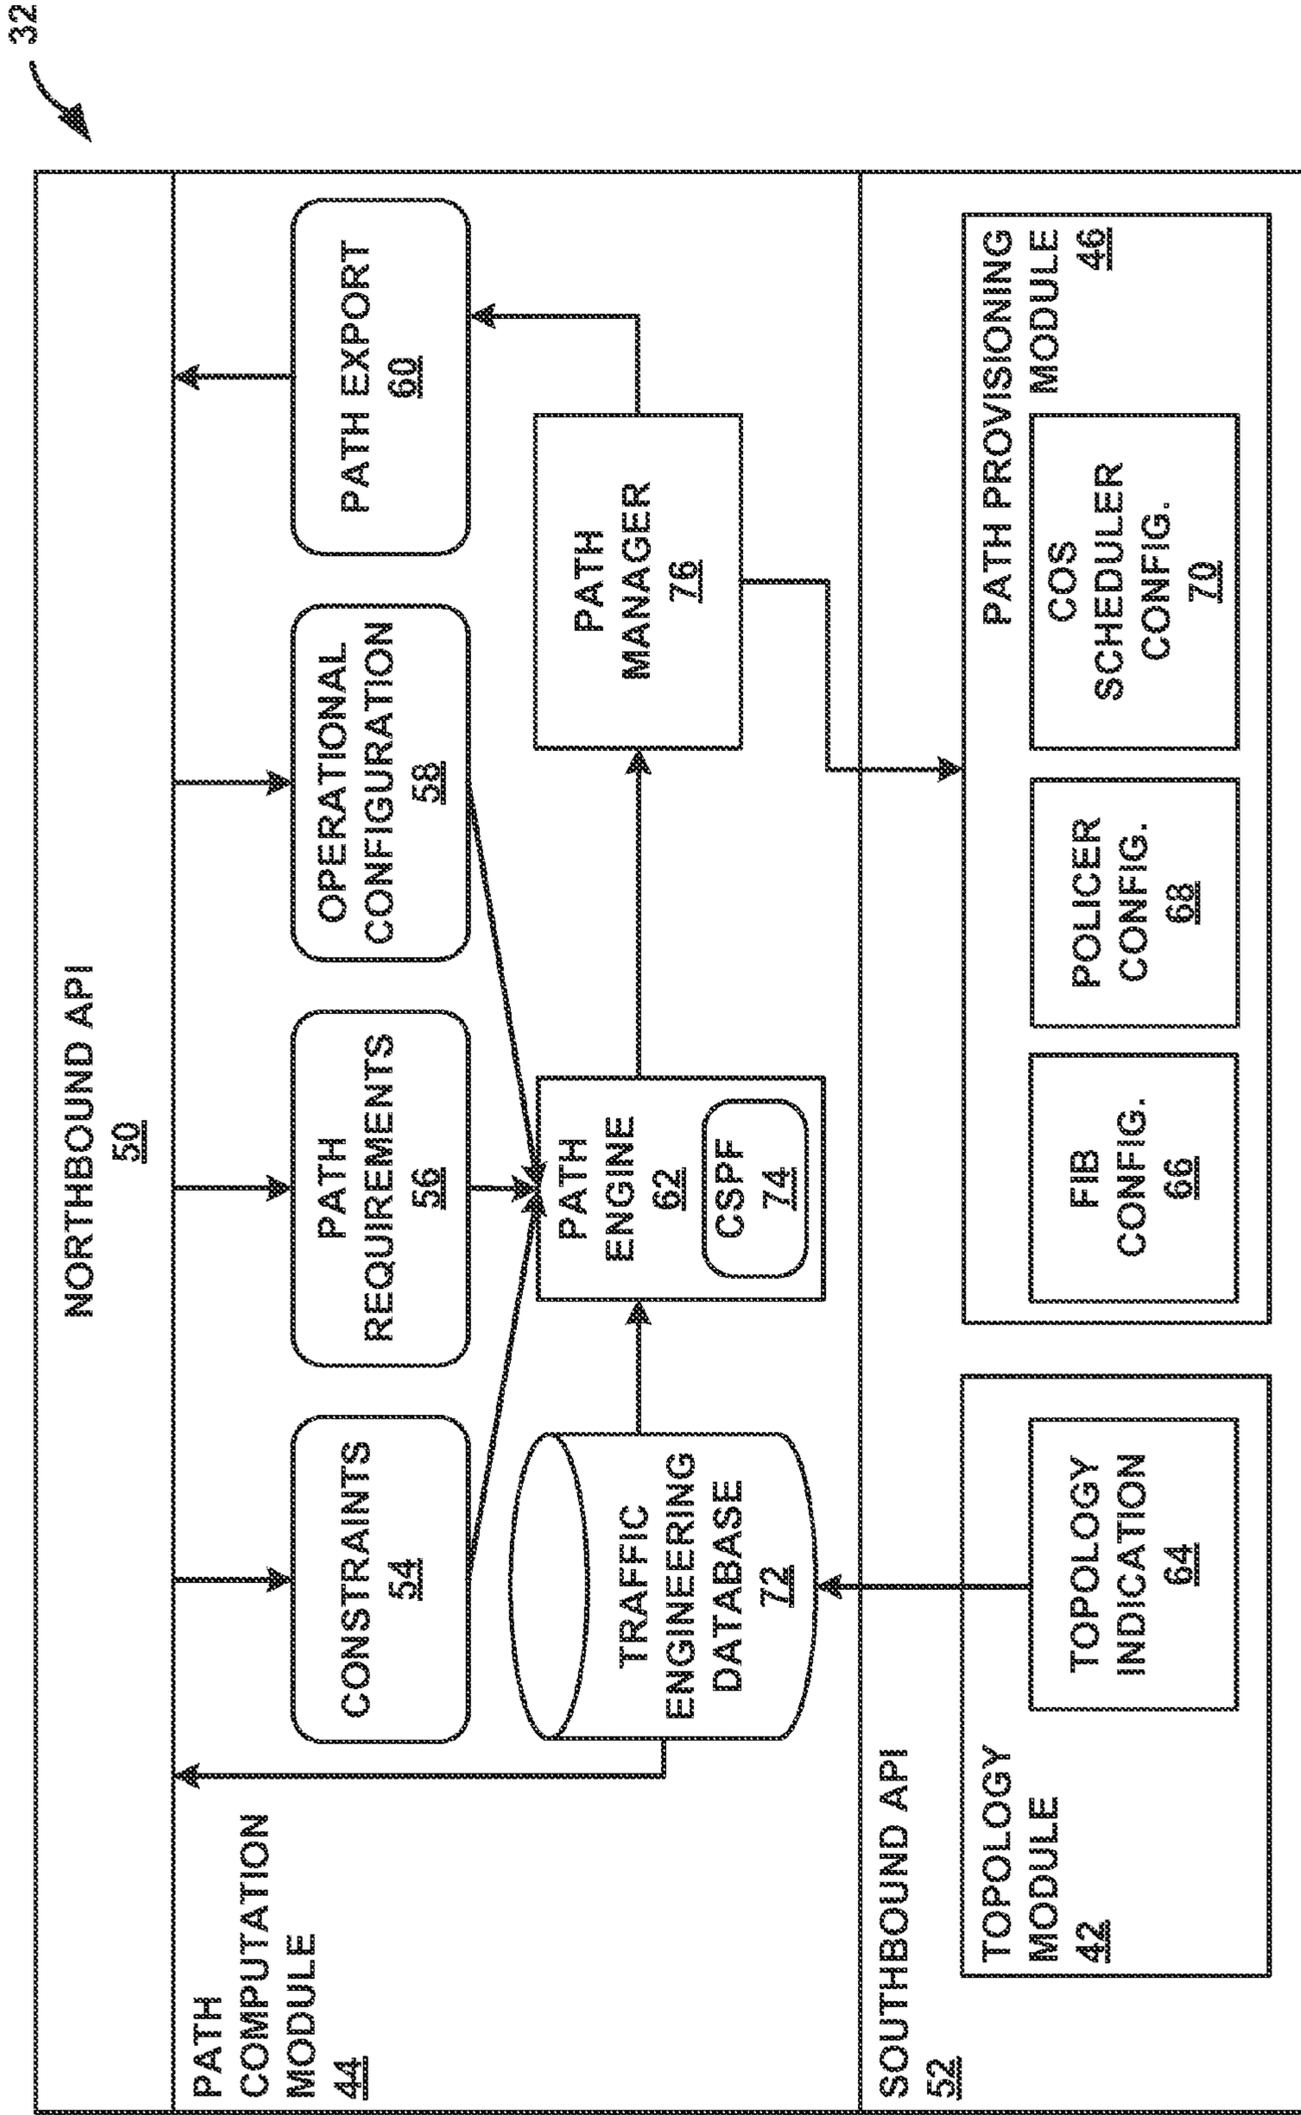 32
NORTHBOUND API
50
PATH
COMPUTATION
MODULE
44
CONSTRAINTS
54
PATH
REQUIREMENTS
56
OPERATIONAL
CONFIGURATION
58
PATH EXPORT
60
TRAFFIC
ENGINEERING
DATABASE
72
PATH
ENGINE
62
CSPF
74
PATH
MANAGER
76
SOUTHBOUND API
52
TOPOLOGY
MODULE
42
TOPOLOGY
INDICATION
64
PATH PROVISIONING
MODULE
46
FIB
CONFIG.
66
POLICER
CONFIG.
68
COS
SCHEDULER
CONFIG.
70